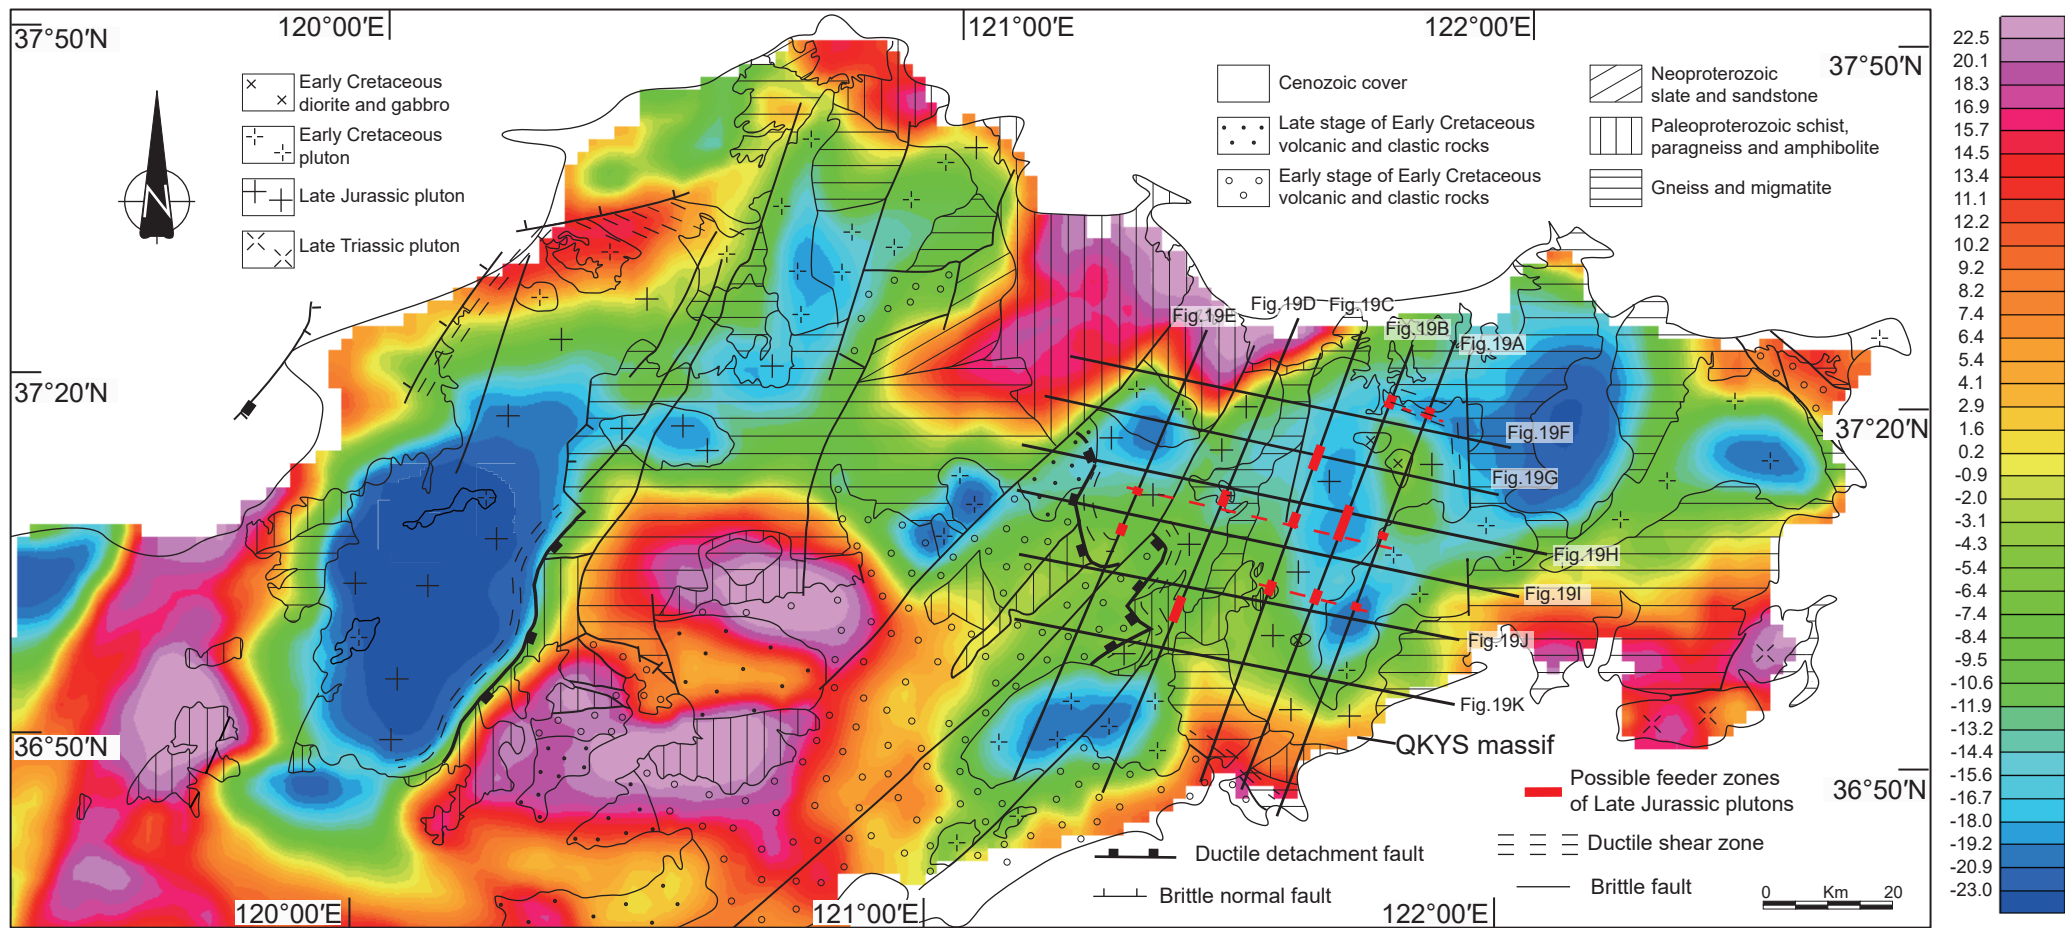 120°00′E
121°00′E
122°00′E
37°50′N
37°50′N
Early Cretaceous
diorite and gabbro
Early Cretaceous
pluton
Late Jurassic pluton
Late Triassic pluton
N
Cenozoic cover
Late stage of Early Cretaceous
volcanic and clastic rocks
Early stage of Early Cretaceous
volcanic and clastic rocks
Neoproterozoic
slate and sandstone
Paleoproterozoic schist,
paragneiss and amphibolite
Gneiss and migmatite
Fig.19E
Fig.19D
Fig.19C
Fig.19B
Fig.19A
37°20′N
37°20′N
Fig.19F
Fig.19G
Fig.19H
Fig.19I
Fig.19J
Fig.19K
QKYS massif
36°50′N
36°50′N
Possible feeder zones
of Late Jurassic plutons
Ductile detachment fault
Ductile shear zone
Brittle normal fault
Brittle fault
0 Km 20
120°00′E
121°00′E
122°00′E
22.5
20.1
18.3
16.9
15.7
14.5
13.4
11.1
12.2
10.2
9.2
8.2
7.4
6.4
5.4
4.1
2.9
1.6
0.2
-0.9
-2.0
-3.1
-4.3
-5.4
-6.4
-7.4
-8.4
-9.5
-10.6
-11.9
-13.2
-14.4
-15.6
-16.7
-18.0
-19.2
-20.9
-23.0